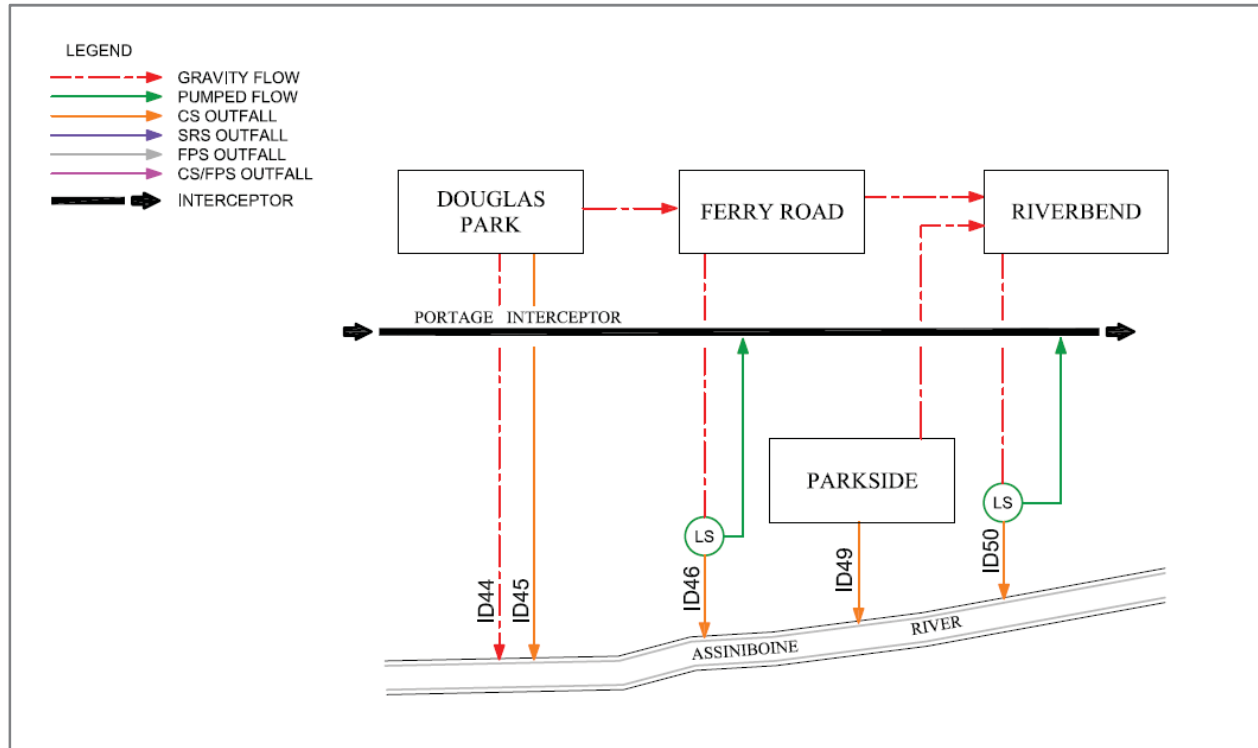 LEGEND
GRAVITY FLOW
PUMPED FLOW
CS OUTFALL
SRS OUTFALL
FPS OUTFALL
CS/FPS OUTFALL
INTERCEPTOR
DOUGLAS
PARK
FERRY ROAD
RIVERBEND
PORTAGE INTERCEPTOR
PARKSIDE
LS
LS
ID44
ID45
ID46
ID49
ID50
ASSINIBOINE
RIVER